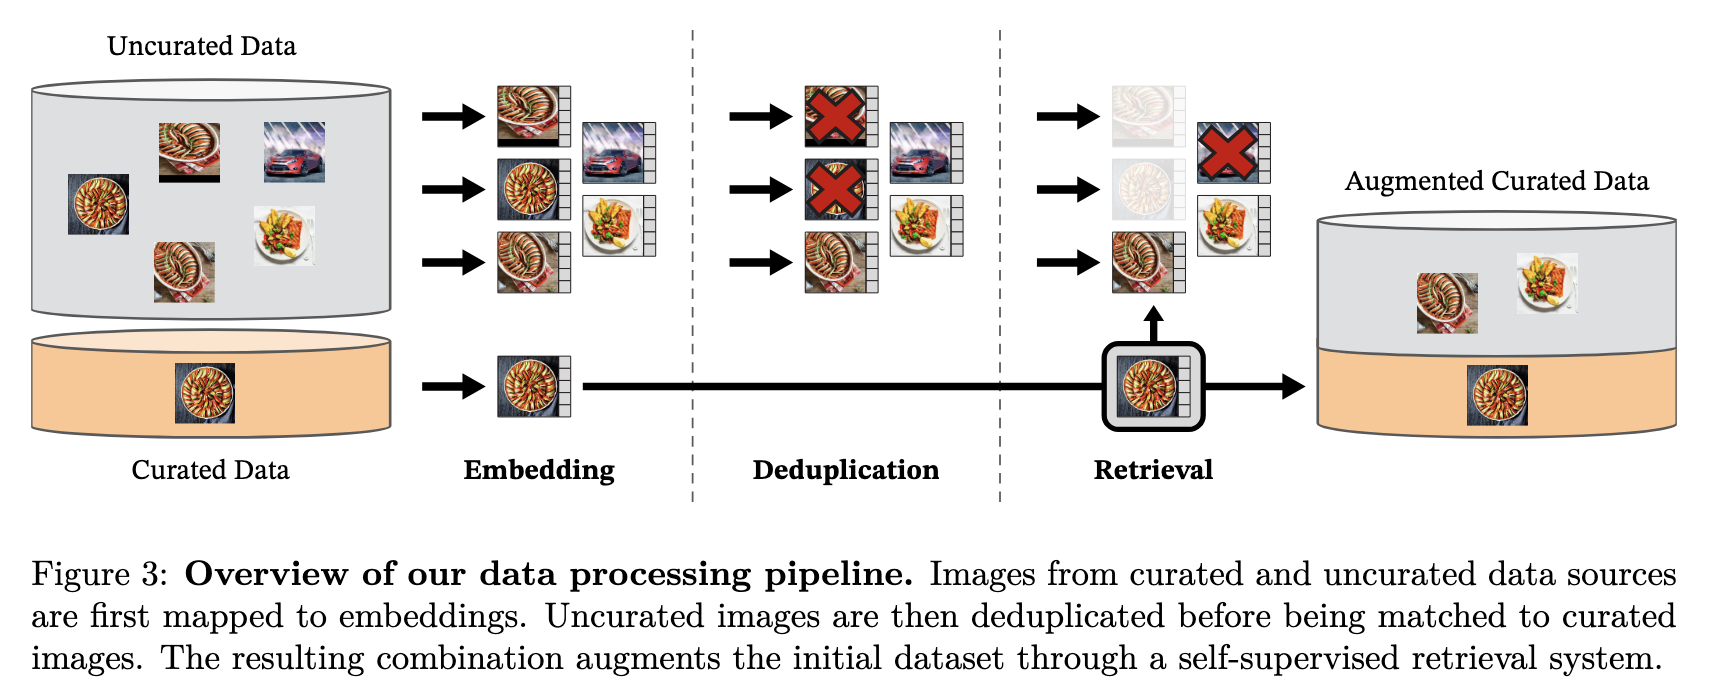 Uncurated Data
Augmented Curated Data
Curated Data
Embedding
Deduplication
Retrieval
Figure 3: Overview of our data processing pipeline. Images from curated and uncurated data sources
are first mapped to embeddings. Uncurated images are then deduplicated before being matched to curated
images. The resulting combination augments the initial dataset through a self-supervised retrieval system.